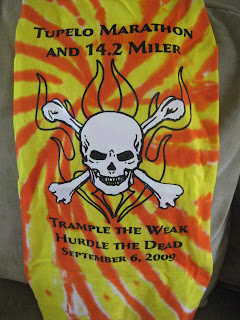 Tupelo Marathon
and 14.2 Miler
Trample the Weak
Hurdle the Dead
September 6, 2009